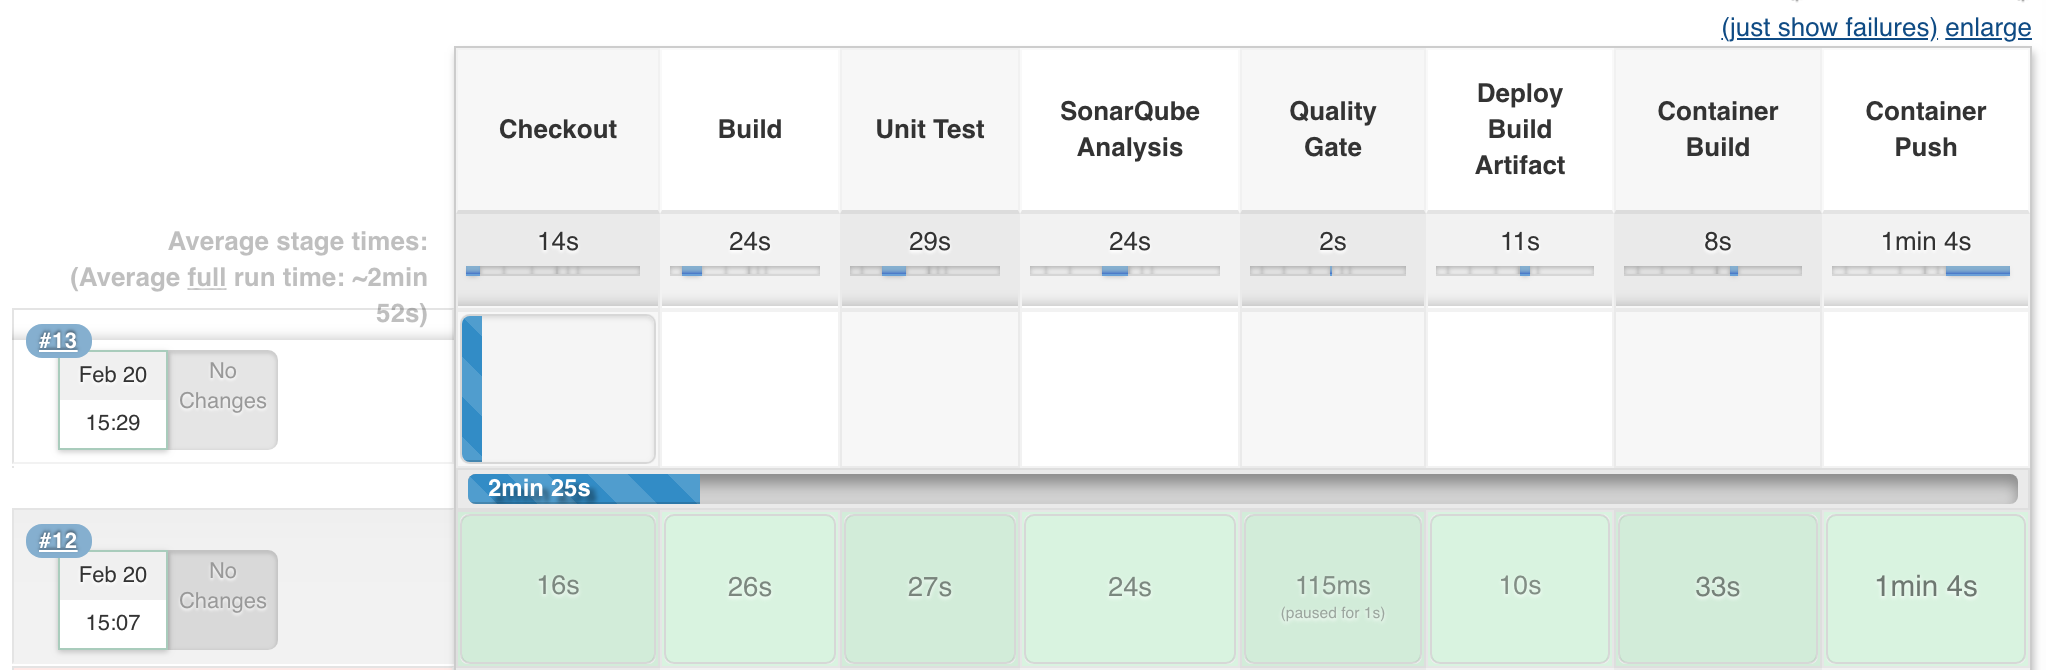 (just show failures) enlarge
Checkout
Build
Unit Test
SonarQube
Analysis
Quality
Gate
Deploy
Build
Artifact
Container
Build
Container
Push
Average stage times:
(Average full run time: ~2min
52s)
14s
24s
29s
24s
2s
11s
8s
1min 4s
#13
Feb 20
15:29
No
Changes
2min 25s
#12
Feb 20
15:07
No
Changes
16s
26s
27s
24s
115ms
(paused for 1s)
10s
33s
1min 4s